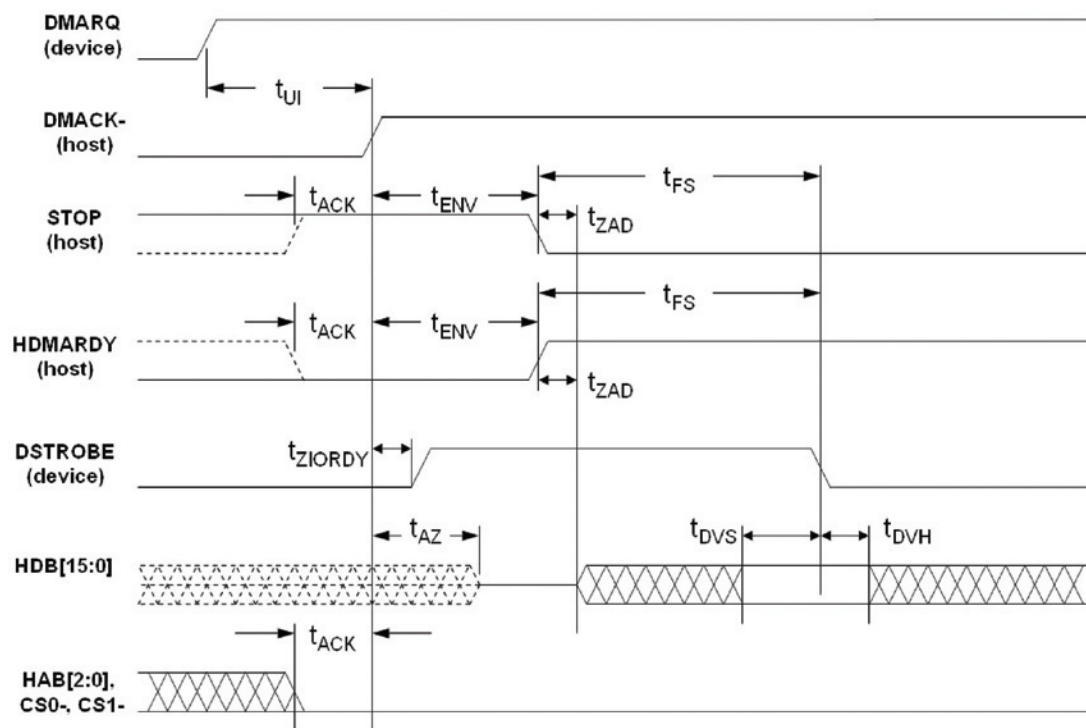 DMARQ
(device)
tUI
DMACK-
(host)
tFS
tACK
tENV
STOP
(host)
tZAD
tFS
tACK
tENV
HDMARDY
(host)
tZAD
DSTROBE
(device)
tZIORDY
tAZ
tDVS
tDVH
HDB[15:0]
tACK
HAB[2:0],
CS0-, CS1-